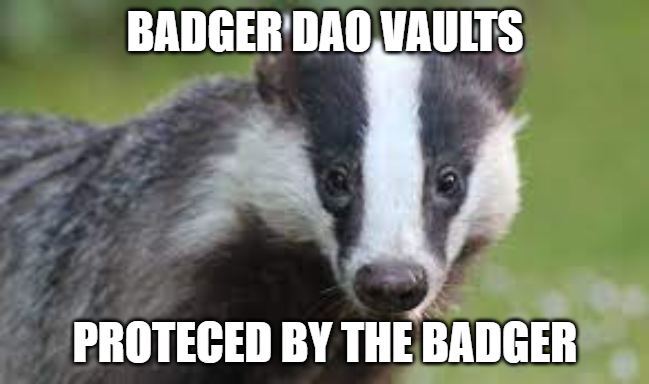 BADGER DAO VAULTS
PROTECED BY THE BADGER